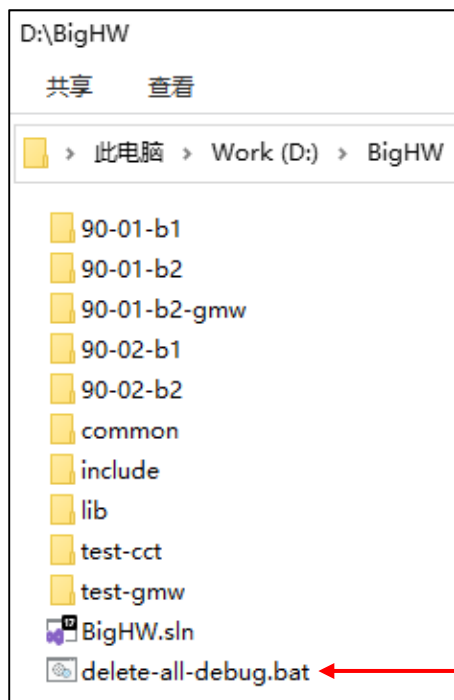 D:\BigHW
共享 查看
> 此电脑 > Work (D:) > BigHW
90-01-b1
90-01-b2
90-01-b2-gmw
90-02-b1
90-02-b2
common
include
lib
test-cct
test-gmw
17 BigHW.sln
delete-all-debug.bat